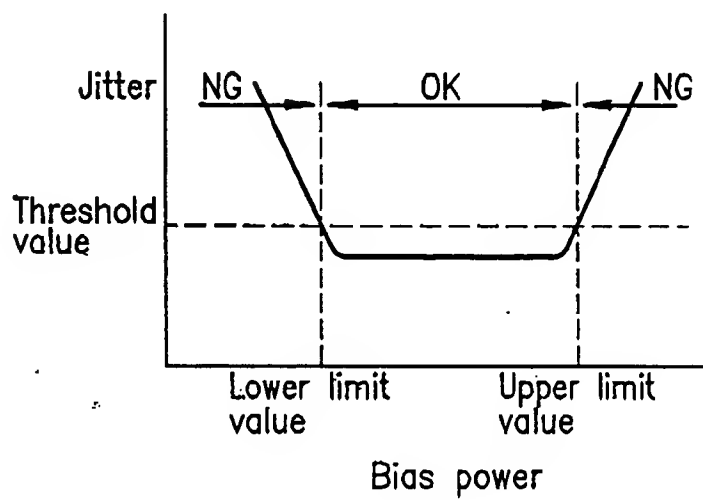 Jitter
NG
OK
NG
Threshold
value
Lower limit
value
Upper limit
value
Bias power